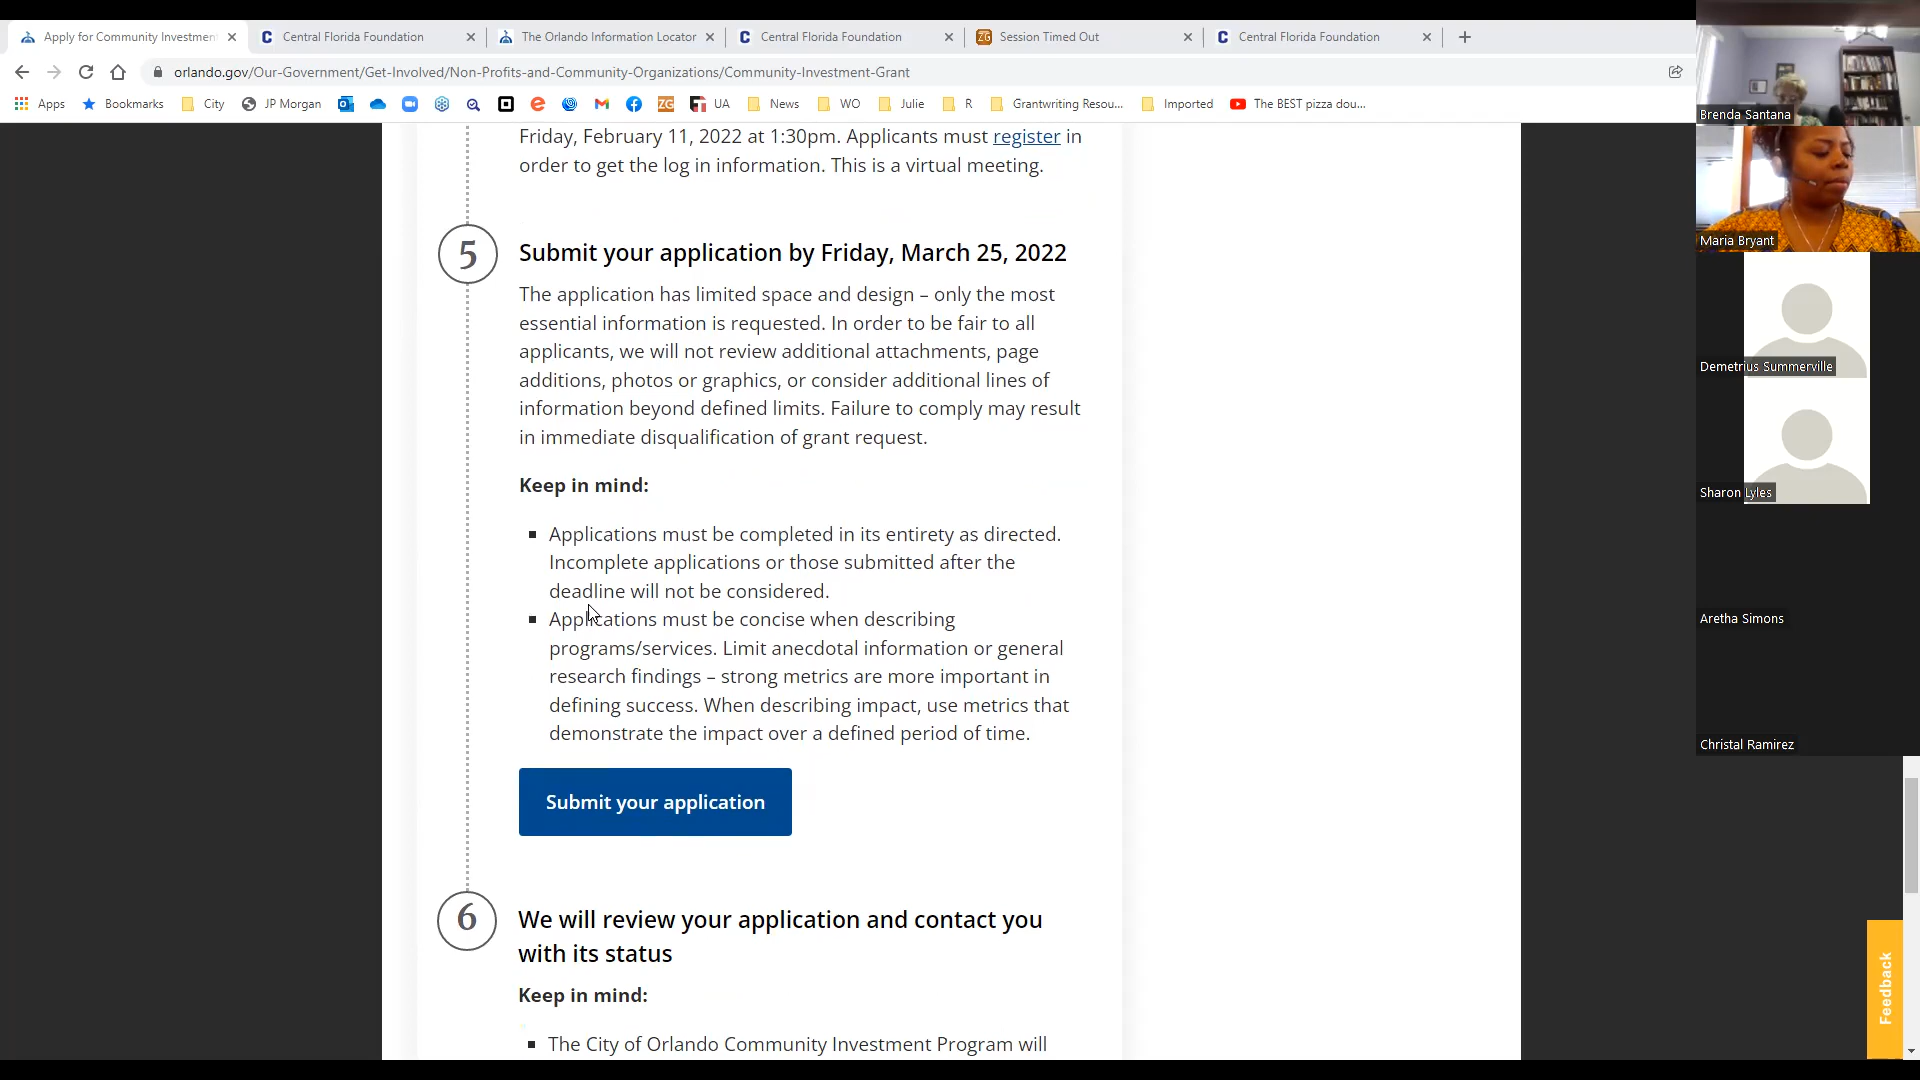 Apply for Community Investment
Central Florida Foundation
The Orlando Information Locator
Central Florida Foundation
Session Timed Out
Central Florida Foundation
orlando.gov/Our-Government/Get-Involved/Non-Profits-and-Community-Organizations/Community-Investment-Grant
Apps
Bookmarks
City
JP Morgan
ZG
UA
News
WO
Julie
R
Grantwriting Resou...
Imported
The BEST pizza dou...
Friday, February 11, 2022 at 1:30pm. Applicants must register in
order to get the log in information. This is a virtual meeting.
5
Submit your application by Friday, March 25, 2022
The application has limited space and design – only the most
essential information is requested. In order to be fair to all
applicants, we will not review additional attachments, page
additions, photos or graphics, or consider additional lines of
information beyond defined limits. Failure to comply may result
in immediate disqualification of grant request.
Keep in mind:
Applications must be completed in its entirety as directed.
Incomplete applications or those submitted after the
deadline will not be considered.
Applications must be concise when describing
programs/services. Limit anecdotal information or general
research findings – strong metrics are more important in
defining success. When describing impact, use metrics that
demonstrate the impact over a defined period of time.
Submit your application
6
We will review your application and contact you
with its status
Keep in mind:
The City of Orlando Community Investment Program will
Brenda Santana
Maria Bryant
Demetrius Summerville
Sharon Lyles
Aretha Simons
Christal Ramirez
Feedback